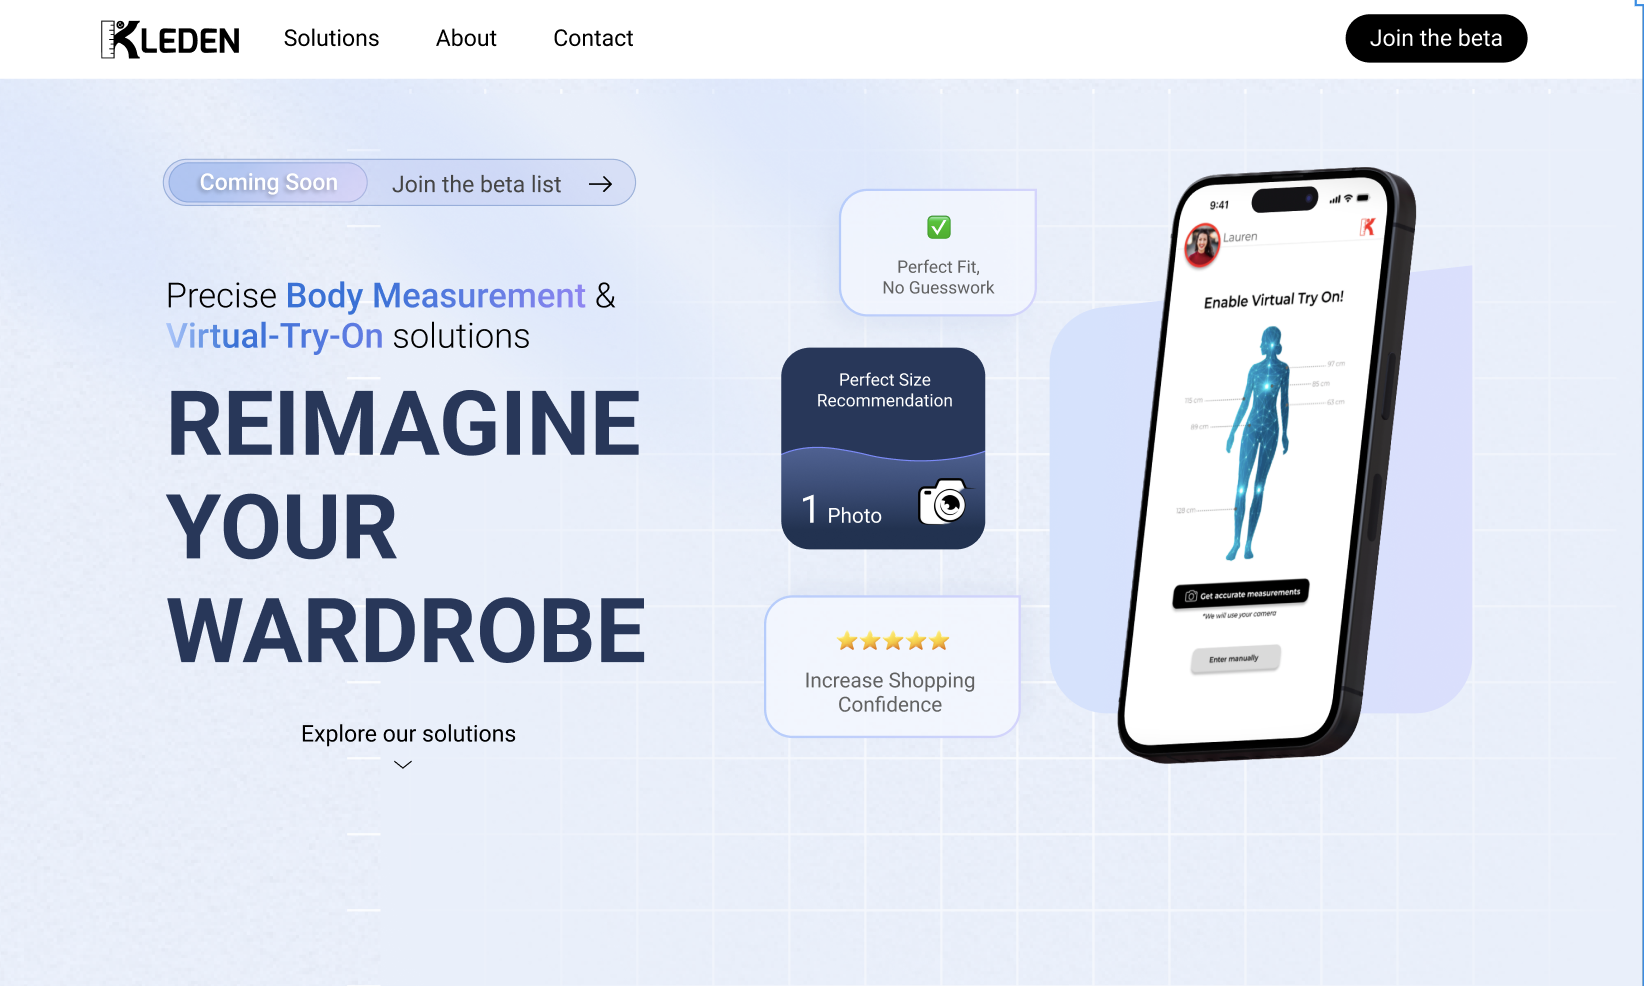 KLEDEN
Solutions
About
Contact
Join the beta
Coming Soon
Join the beta list
Precise Body Measurement &
Virtual-Try-On solutions
REIMAGINE
YOUR
WARDROBE
Explore our solutions
Perfect Fit,
No Guesswork
Perfect Size
Recommendation
1 Photo
Increase Shopping
Confidence
9:41
Lauren
K
Enable Virtual Try On!
97 cm
85 cm
115 cm
63 cm
89 cm
128 cm
Get accurate measurements
*We will use your camera
Enter manually